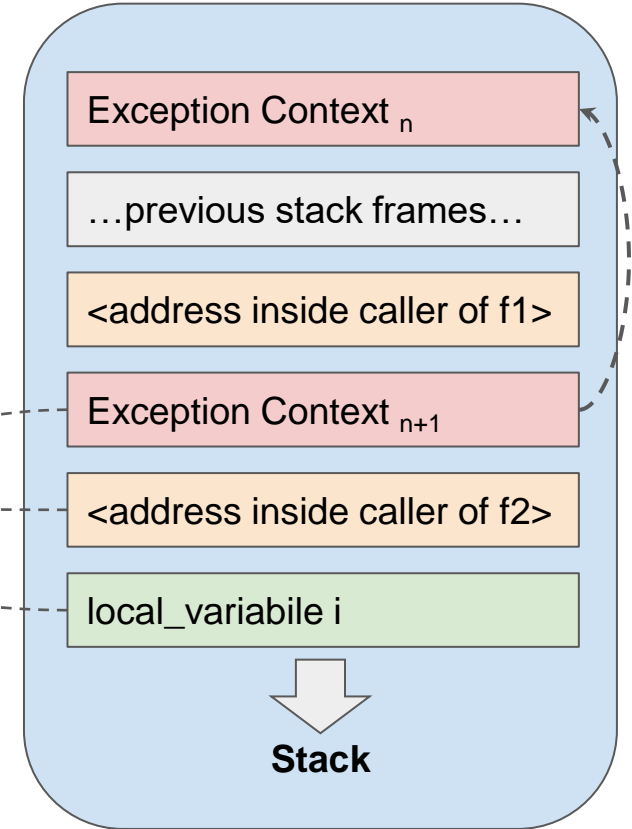 Exception Context n
…previous stack frames…
<address inside caller of f1>
Exception Context n+1
<address inside caller of f2>
local_variabile i
Stack